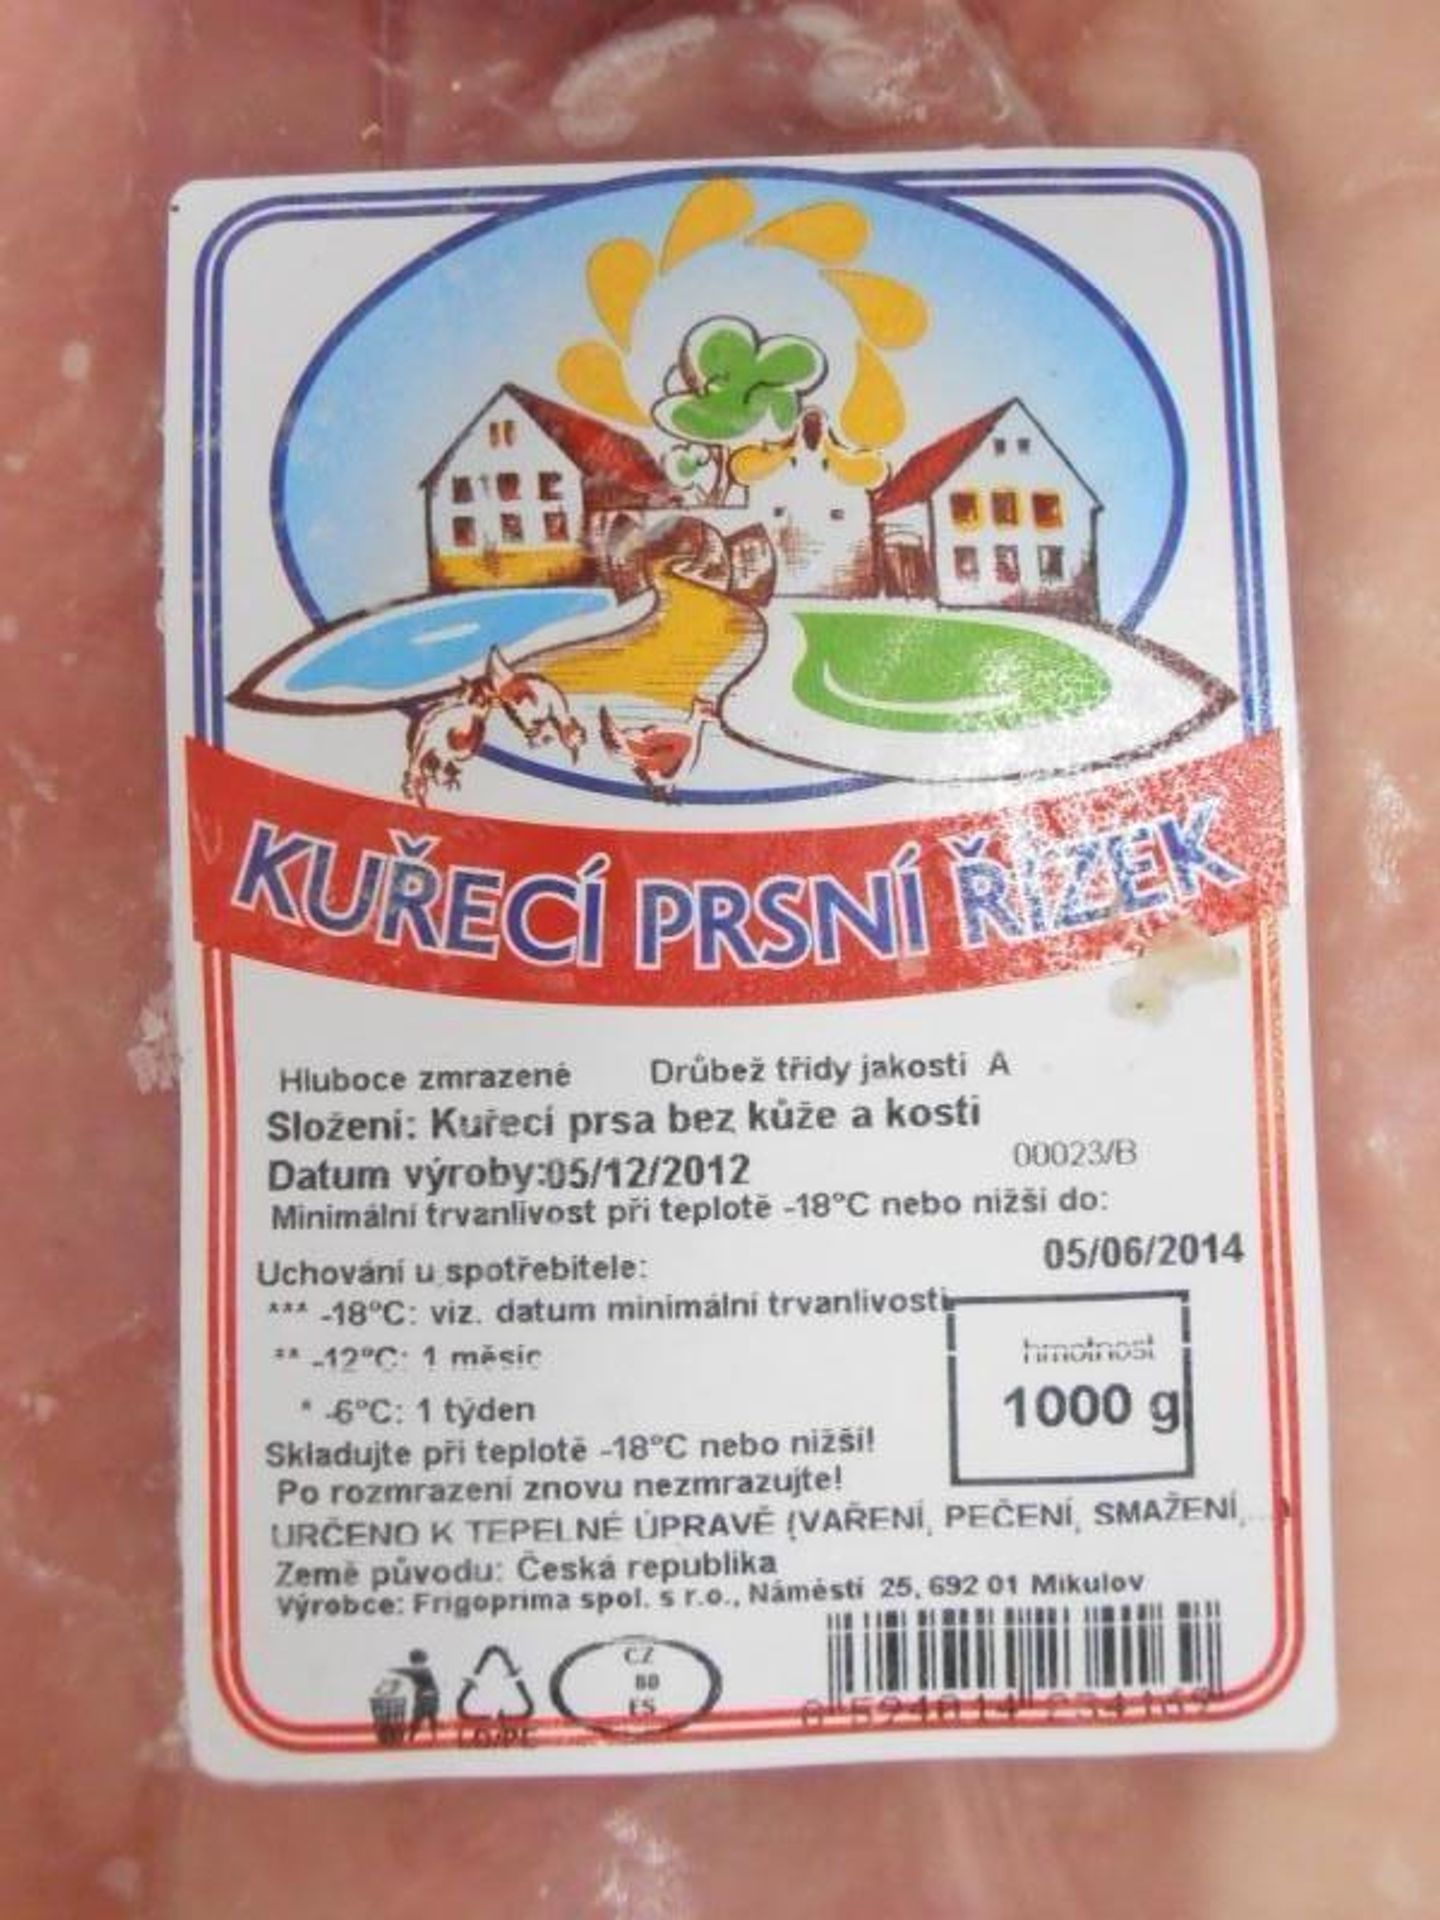 KUŘECÍ PRSNÍ ŘÍZEK
Hluboce zmrazené Drůbež třídy jakosti A
Složení: Kuřecí prsa bez kůže a kosti
00023/B
Datum výroby:05/12/2012
Minimální trvanlivost při teplotě -18°C nebo nižší do:
05/06/2014
Uchování u spotřebitele:
*** -18°C: viz. datum minimální trvanlivosti
** -12°C: 1 měsíc
* -6°C: 1 týden
hmotnost
1000 g
Skladujte při teplotě -18°C nebo nižší!
Po rozmrazení znovu nezmrazujte!
URČENO K TEPELNÉ ÚPRAVĚ (VAŘENÍ, PEČENÍ, SMAŽENÍ,...)
Země původu: Česká republika
Výrobce: Frigoprima spol. s r.o., Náměstí 25, 692 01 Mikulov
CZ
ES